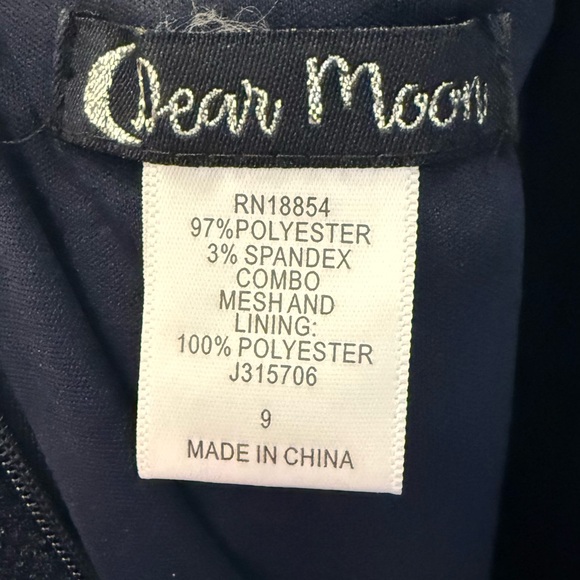 Dear Moon
RN18854
97%POLYESTER
3% SPANDEX
COMBO
MESH AND
LINING:
100% POLYESTER
J315706
9
MADE IN CHINA